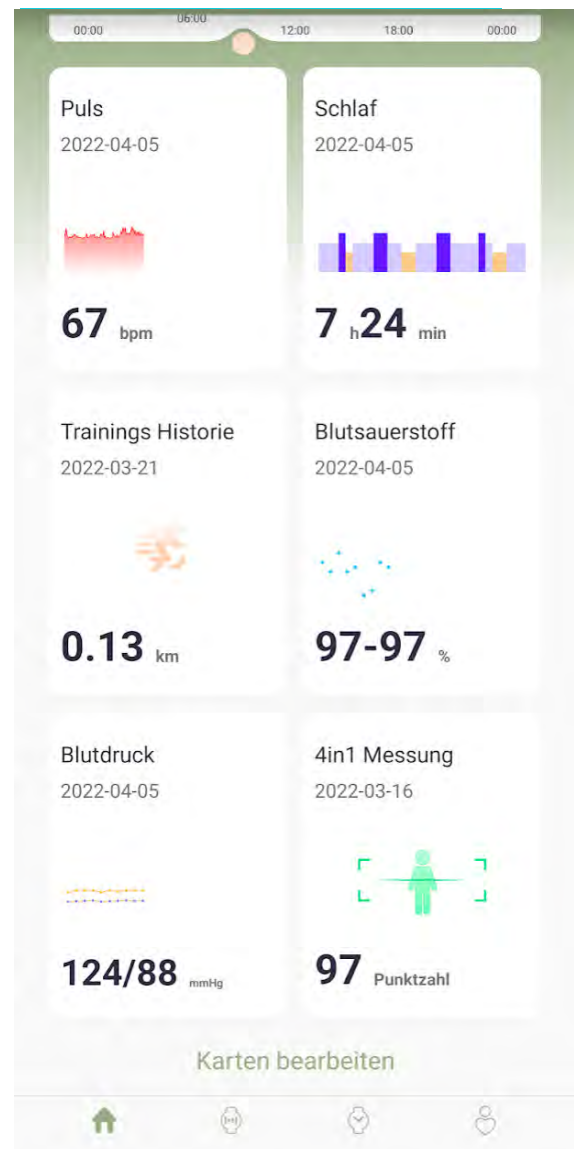 00:00 06:00 12:00 18:00 00:00
Puls
2022-04-05
67 bpm
Schlaf
2022-04-05
7 h 24 min
Trainings Historie
2022-03-21
0.13 km
Blutsauerstoff
2022-04-05
97-97 %
Blutdruck
2022-04-05
124/88 mmHg
4in1 Messung
2022-03-16
97 Punktzahl
Karten bearbeiten